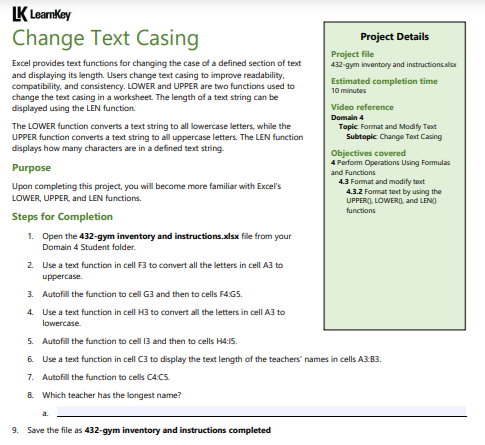 LK LearnKey
Change Text Casing
Excel provides text functions for changing the case of a defined section of text
and displaying its length. Users change text casing to improve readability,
compatibility, and consistency. LOWER and UPPER are two functions used to
change the text casing in a worksheet. The length of a text string can be
displayed using the LEN function.
The LOWER function converts a text string to all lowercase letters, while the
UPPER function converts a text string to all uppercase letters. The LEN function
displays how many characters are in a defined text string.
Purpose
Upon completing this project, you will become more familiar with Excel's
LOWER, UPPER, and LEN functions.
Steps for Completion
1. Open the 432-gym inventory and instructions.xlsx file from your
Domain 4 Student folder.
2. Use a text function in cell F3 to convert all the letters in cell A3 to
uppercase.
3. Autofill the function to cell G3 and then to cells F4:G5.
4. Use a text function in cell H3 to convert all the letters in cell A3 to
lowercase.
5. Autofill the function to cell I3 and then to cells H4:I5.
6. Use a text function in cell C3 to display the text length of the teachers' names in cells A3:B3.
7. Autofill the function to cells C4:C5.
8. Which teacher has the longest name?
a.
9. Save the file as 432-gym inventory and instructions completed
Project Details
Project file
432-gym inventory and instructions.xlsx
Estimated completion time
10 minutes
Video reference
Domain 4
Topic: Format and Modify Text
Subtopic: Change Text Casing
Objectives covered
4 Perform Operations Using Formulas
and Functions
4.3 Format and modify text
4.3.2 Format text by using the
UPPER(), LOWER(), and LEN()
functions